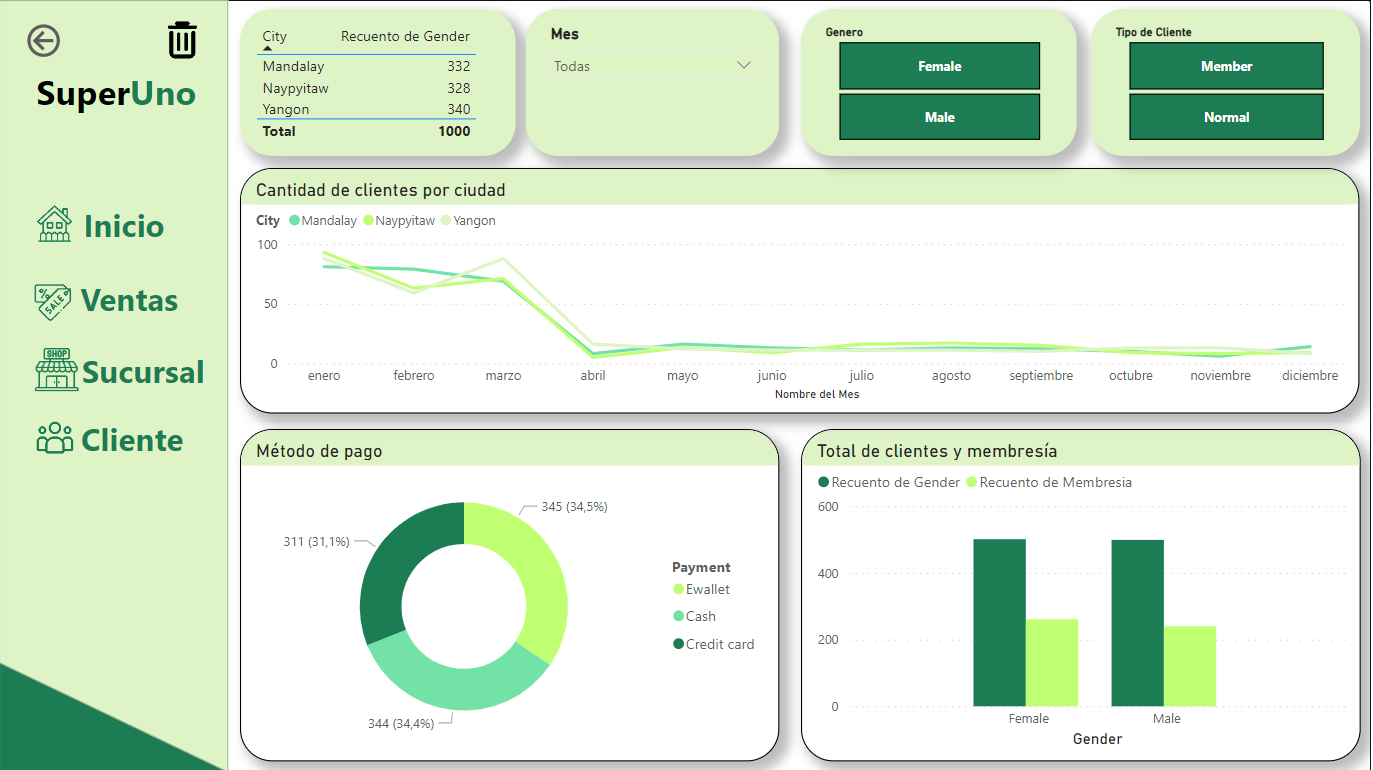 SuperUno
Inicio
SALE
Ventas
SHOP
Sucursal
Cliente
City Recuento de Gender
Mandalay 332
Naypyitaw 328
Yangon 340
Total 1000
Mes
Todas
Genero
Female
Male
Tipo de Cliente
Member
Normal
Cantidad de clientes por ciudad
City Mandalay Naypyitaw Yangon
100
50
0
enero febrero marzo abril mayo junio julio agosto septiembre octubre noviembre diciembre
Nombre del Mes
Método de pago
345 (34,5%)
311 (31,1%)
344 (34,4%)
Payment
Ewallet
Cash
Credit card
Total de clientes y membresía
Recuento de Gender Recuento de Membresia
600
400
200
0
Female Male
Gender